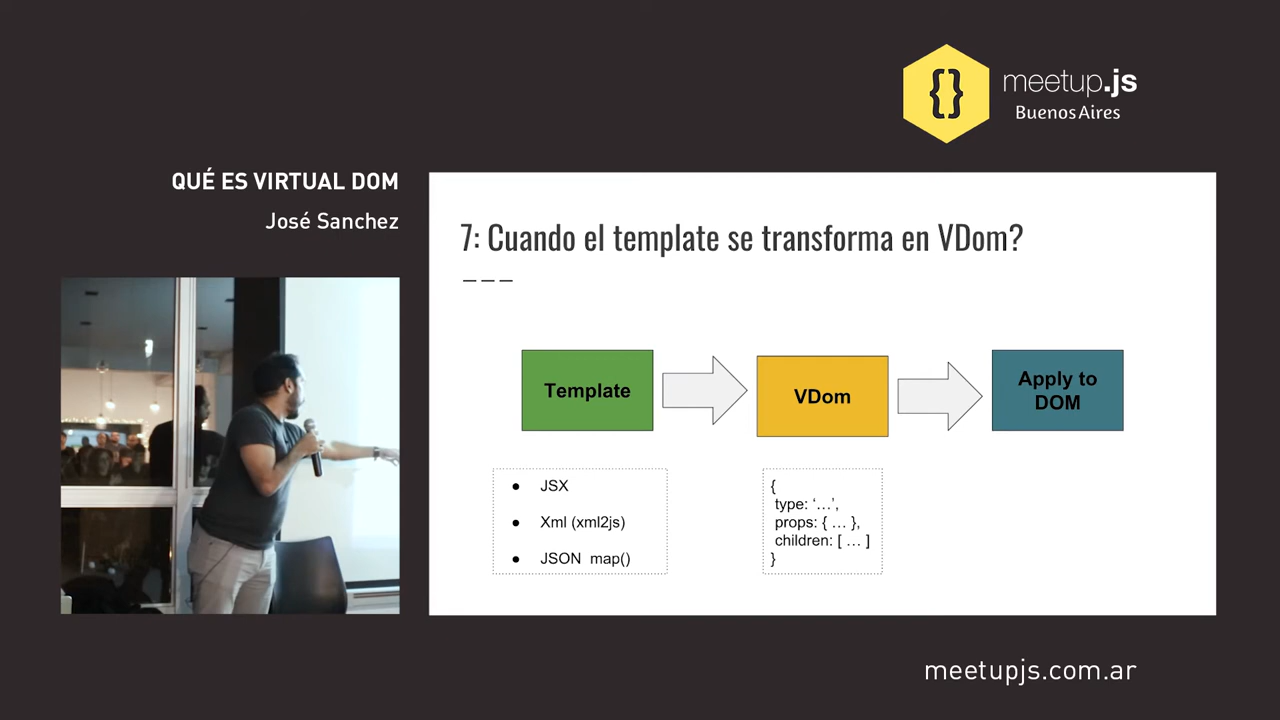 {}
meetup.js
Buenos Aires
QUÉ ES VIRTUAL DOM
José Sanchez
7: Cuando el template se transforma en VDom?
Template
VDom
Apply to
DOM
● JSX
● Xml (xml2js)
● JSON map()
{
type: ‘…’,
props: { … },
children: [ … ]
}
meetupjs.com.ar